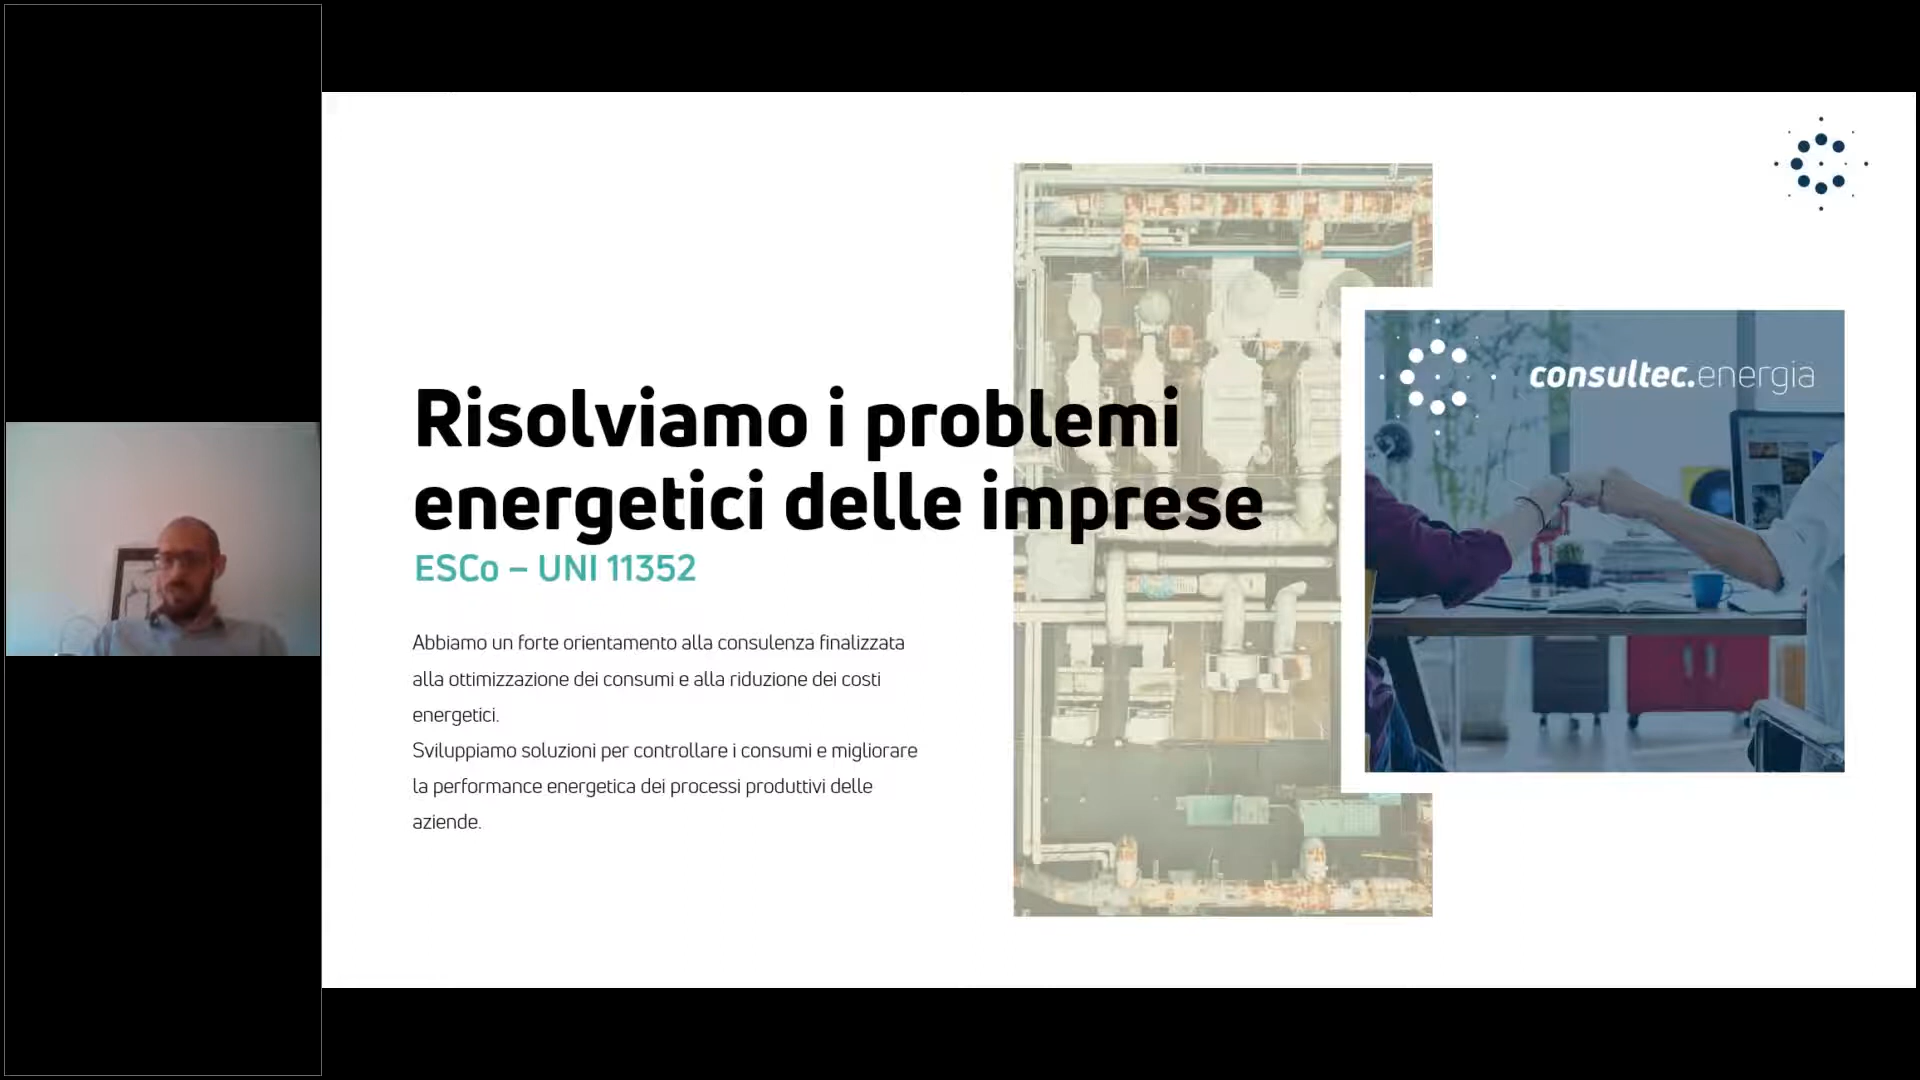 Risolviamo i problemi
energetici delle imprese
ESCo – UNI 11352
Abbiamo un forte orientamento alla consulenza finalizzata
alla ottimizzazione dei consumi e alla riduzione dei costi
energetici.
Sviluppiamo soluzioni per controllare i consumi e migliorare
la performance energetica dei processi produttivi delle
aziende.
consultec.energia